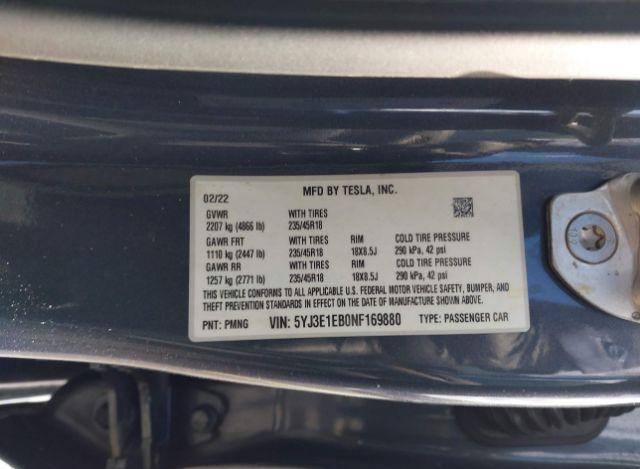 MFD BY TESLA, INC.
02/22
GVWR WITH TIRES
2207 kg (4866 lb) 235/45R18
GAWR FRT WITH TIRES RIM COLD TIRE PRESSURE
1110 kg (2447 lb) 235/45R18 18X8.5J 290 kPa, 42 psi
GAWR RR WITH TIRES RIM COLD TIRE PRESSURE
1257 kg (2771 lb) 235/45R18 18X8.5J 290 kPa, 42 psi
THIS VEHICLE CONFORMS TO ALL APPLICABLE U.S. FEDERAL MOTOR VEHICLE SAFETY, BUMPER, AND
THEFT PREVENTION STANDARDS IN EFFECT ON THE DATE OF MANUFACTURE SHOWN ABOVE.
PNT: PMNG VIN: 5YJ3E1EB0NF169880 TYPE: PASSENGER CAR